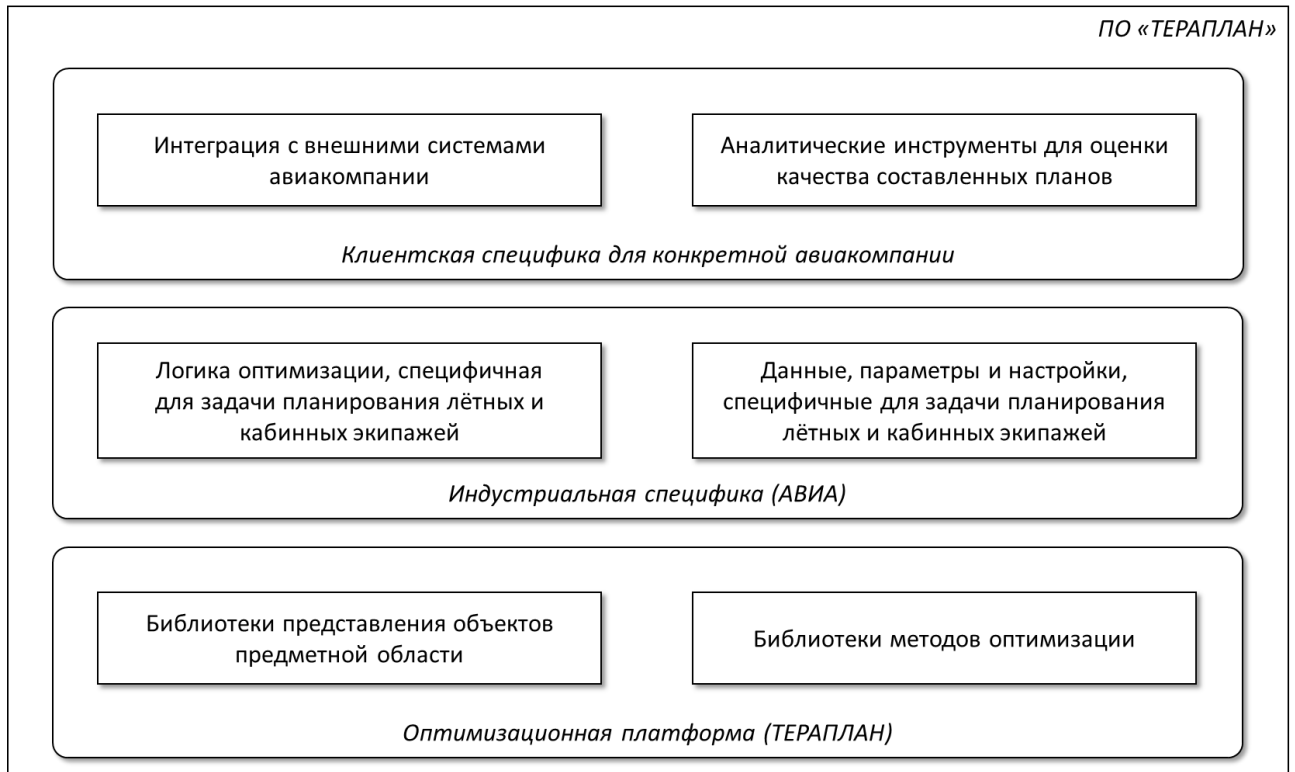 ПО «ТЕРАПЛАН»
Интеграция с внешними системами
авиакомпании
Аналитические инструменты для оценки
качества составленных планов
Клиентская специфика для конкретной авиакомпании
Логика оптимизации, специфичная
для задачи планирования лётных и
кабинных экипажей
Данные, параметры и настройки,
специфичные для задачи планирования
лётных и кабинных экипажей
Индустриальная специфика (АВИА)
Библиотеки представления объектов
предметной области
Библиотеки методов оптимизации
Оптимизационная платформа (ТЕРАПЛАН)